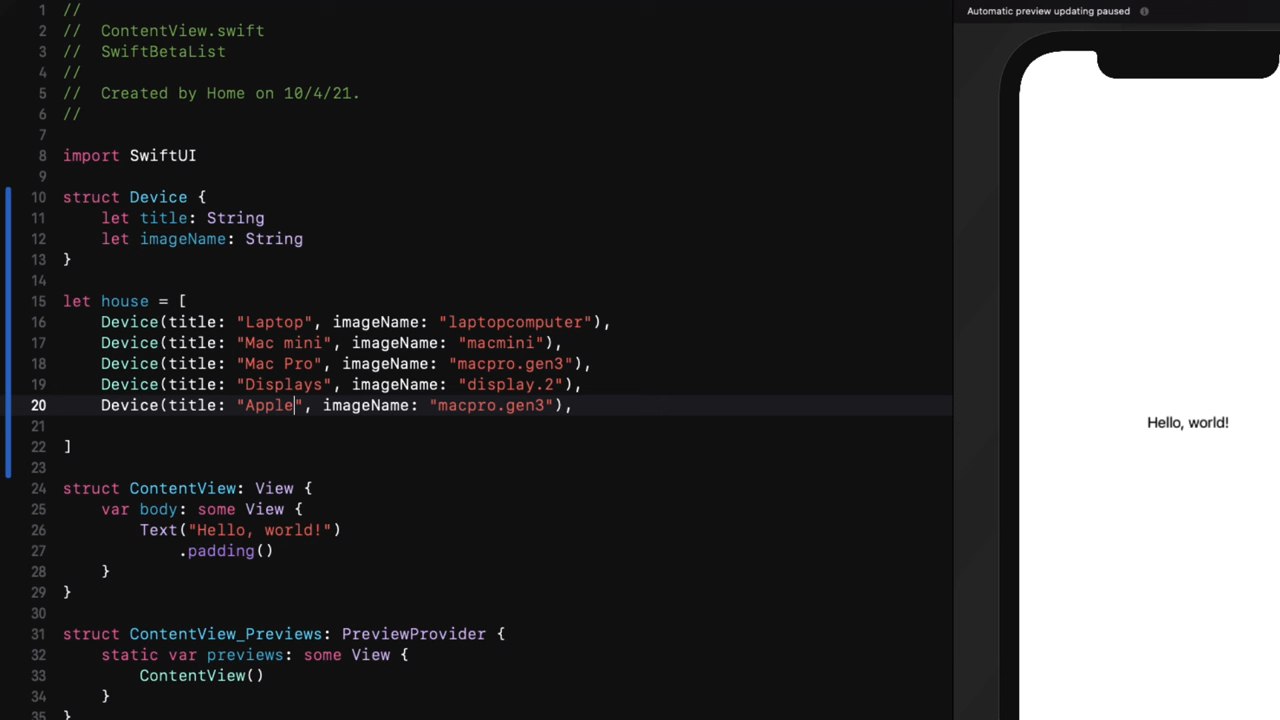 1 //
2 //  ContentView.swift
3 //  SwiftBetaList
4 //
5 //  Created by Home on 10/4/21.
6 //
7
8 import SwiftUI
9
10 struct Device {
11     let title: String
12     let imageName: String
13 }
14
15 let house = [
16     Device(title: "Laptop", imageName: "laptopcomputer"),
17     Device(title: "Mac mini", imageName: "macmini"),
18     Device(title: "Mac Pro", imageName: "macpro.gen3"),
19     Device(title: "Displays", imageName: "display.2"),
20     Device(title: "Apple", imageName: "macpro.gen3"),
21
22 ]
23
24 struct ContentView: View {
25     var body: some View {
26         Text("Hello, world!")
27             .padding()
28     }
29 }
30
31 struct ContentView_Previews: PreviewProvider {
32     static var previews: some View {
33         ContentView()
34     }
35 }
Automatic preview updating paused
Hello, world!